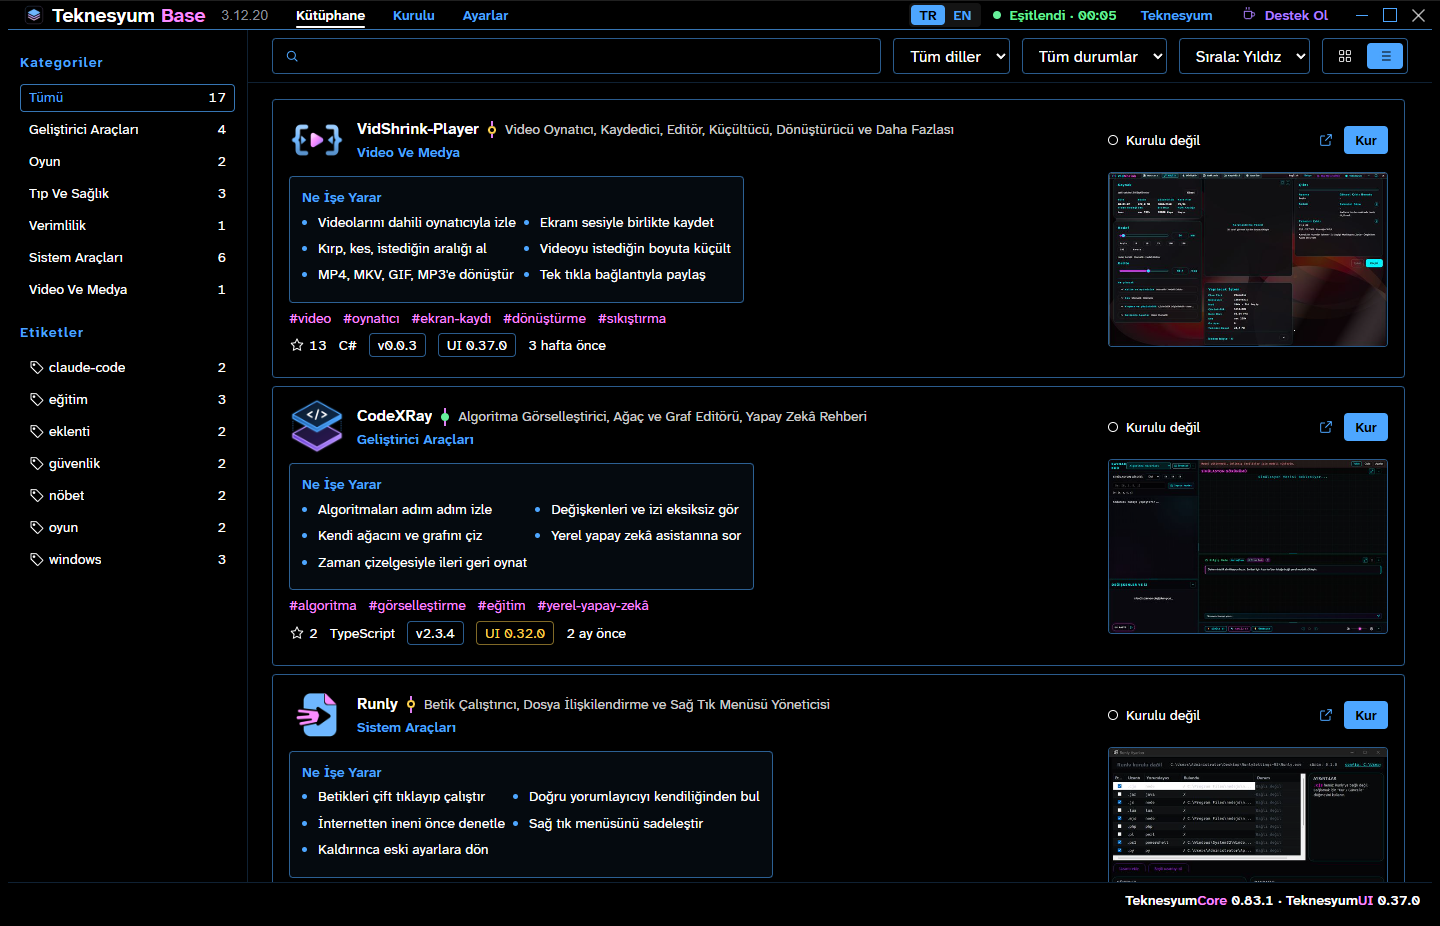 Teknesyum Base 3.12.20 Kütüphane Kurulu Ayarlar TR EN Eşitlendi · 00:05 Teknesyum Destek Ol
Tüm diller Tüm durumlar Sırala: Yıldız
Kategoriler
Tümü 17
Geliştirici Araçları 4
Oyun 2
Tıp Ve Sağlık 3
Verimlilik 1
Sistem Araçları 6
Video Ve Medya 1
Etiketler
claude-code 2
eğitim 3
eklenti 2
güvenlik 2
nöbet 2
oyun 2
windows 3
VidShrink-Player Video Oynatıcı, Kaydedici, Editör, Küçültücü, Dönüştürücü ve Daha Fazlası
Video Ve Medya
Kurulu değil Kur
Ne İşe Yarar
Videolarını dahili oynatıcıyla izle Ekranı sesiyle birlikte kaydet
Kırp, kes, istediğin aralığı al Videoyu istediğin boyuta küçült
MP4, MKV, GIF, MP3'e dönüştür Tek tıkla bağlantıyla paylaş
#video #oynatıcı #ekran-kaydı #dönüştürme #sıkıştırma
13 C# v0.0.3 UI 0.37.0 3 hafta önce
CodeXRay Algoritma Görselleştirici, Ağaç ve Graf Editörü, Yapay Zekâ Rehberi
Geliştirici Araçları
Kurulu değil Kur
Ne İşe Yarar
Algoritmaları adım adım izle Değişkenleri ve izi eksiksiz gör
Kendi ağacını ve grafını çiz Yerel yapay zekâ asistanına sor
Zaman çizelgesiyle ileri geri oynat
#algoritma #görselleştirme #eğitim #yerel-yapay-zekâ
2 TypeScript v2.3.4 UI 0.32.0 2 ay önce
Runly Betik Çalıştırıcı, Dosya İlişkilendirme ve Sağ Tık Menüsü Yöneticisi
Sistem Araçları
Kurulu değil Kur
Ne İşe Yarar
Betikleri çift tıklayıp çalıştır Doğru yorumlayıcıyı kendiliğinden bul
İnternetten ineni önce denetle Sağ tık menüsünü sadeleştir
Kaldırınca eski ayarlara dön
TeknesyumCore 0.83.1 · TeknesyumUI 0.37.0